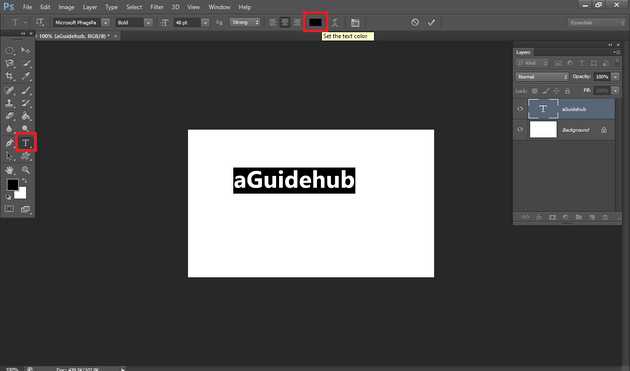 Ps File Edit Image Layer Type Select Filter 3D View Window Help
T Microsoft PhagsPa Bold 48 pt Strong Essentials
Set the text color
100% (aGuidehub, RGB/8) *
Layers
Kind
Normal Opacity: 100%
Lock: Fill: 100%
T aGuidehub
Background
T
aGuidehub
fx
100%